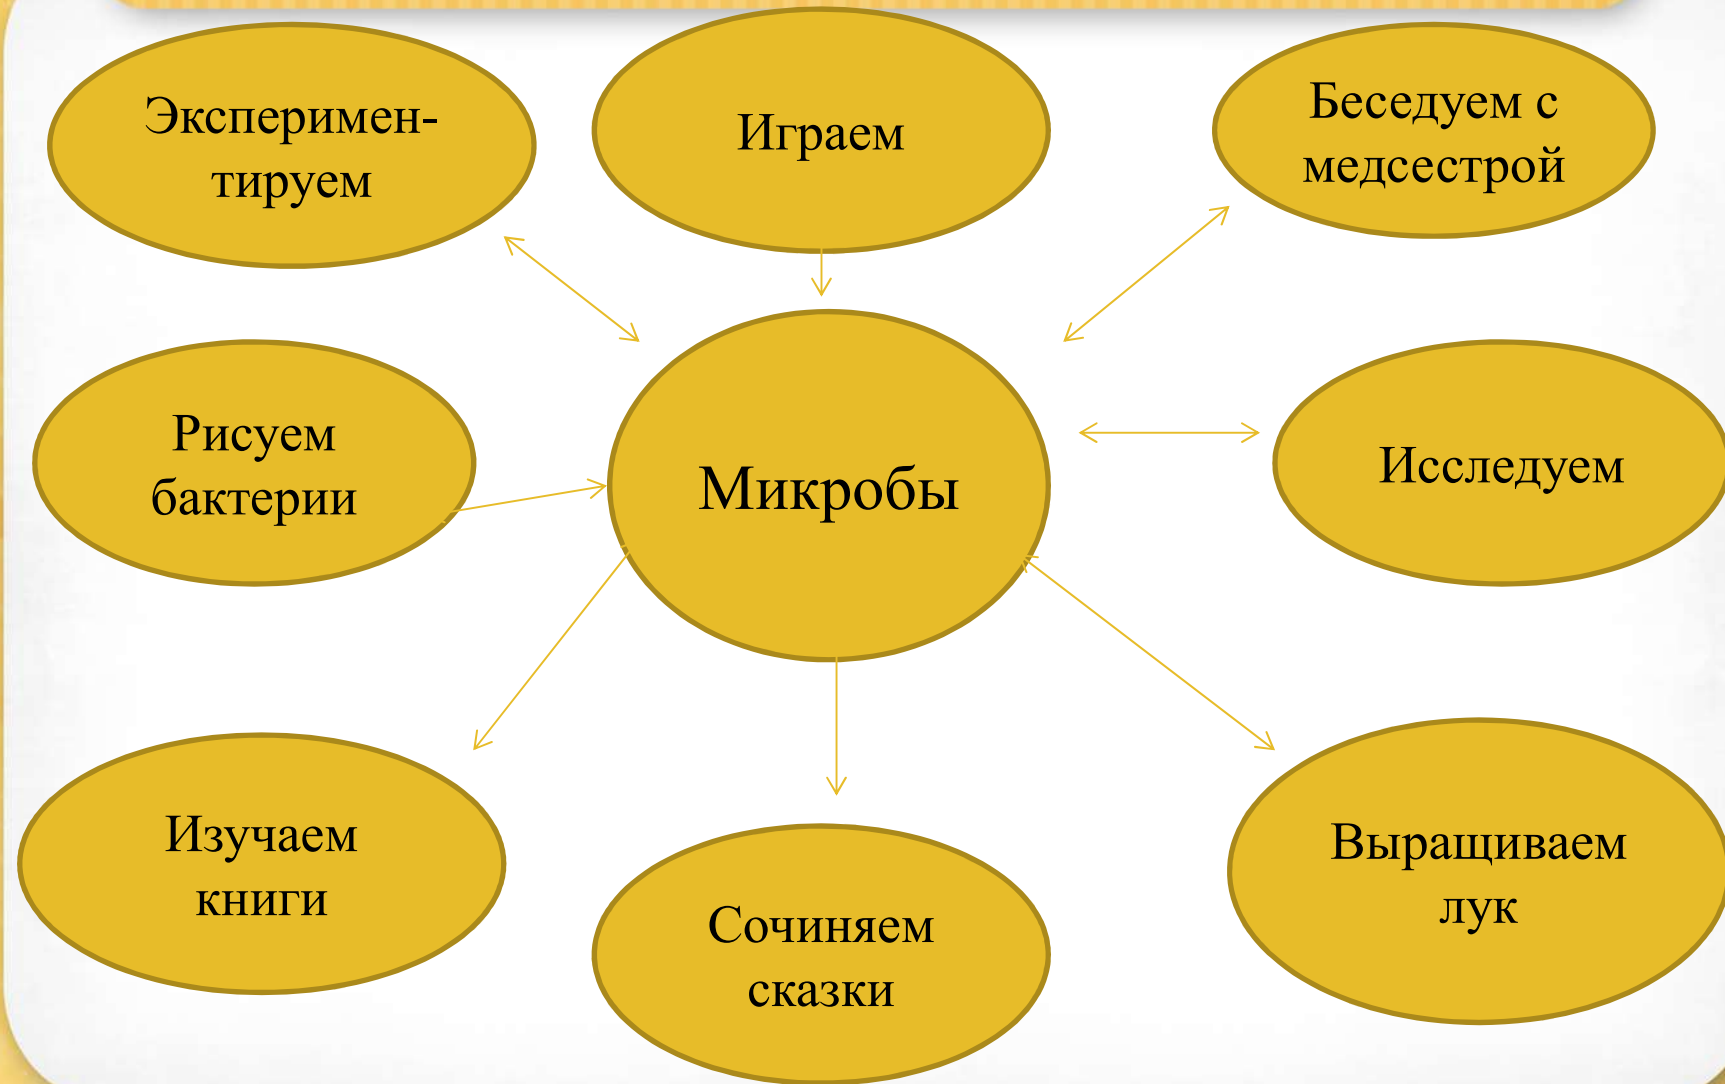 Эксперимен-
тируем
Играем
Беседуем с
медсестрой
Рисуем
бактерии
Микробы
Исследуем
Изучаем
книги
Сочиняем
сказки
Выращиваем
лук